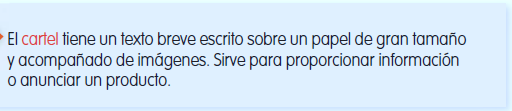 El cartel tiene un texto breve escrito sobre un papel de gran tamaño
y acompañado de imágenes. Sirve para proporcionar información
o anunciar un producto.